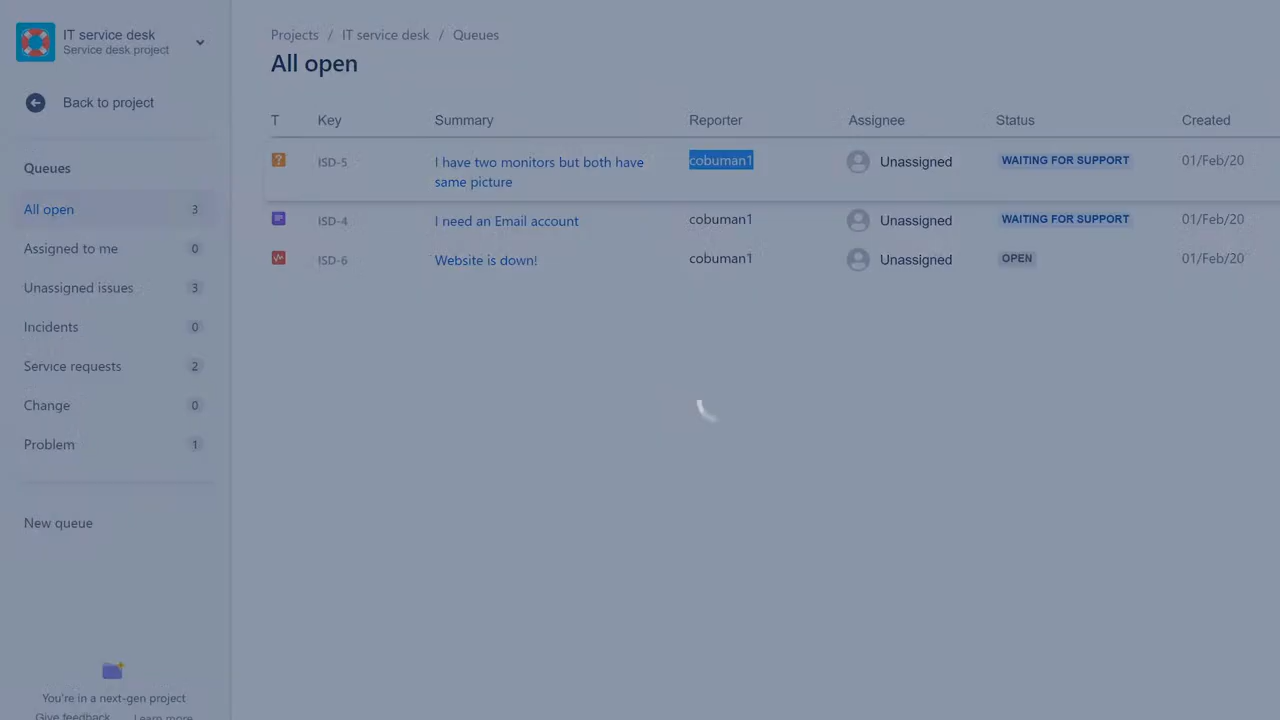 IT service desk
Service desk project
Back to project
Queues
All open 3
Assigned to me 0
Unassigned issues 3
Incidents 0
Service requests 2
Change 0
Problem 1
New queue
You're in a next-gen project
Give feedback Learn more
Projects / IT service desk / Queues
All open
T Key Summary Reporter Assignee Status Created
? ISD-5 I have two monitors but both have same picture cobuman1 Unassigned WAITING FOR SUPPORT 01/Feb/20
ISD-4 I need an Email account cobuman1 Unassigned WAITING FOR SUPPORT 01/Feb/20
ISD-6 Website is down! cobuman1 Unassigned OPEN 01/Feb/20